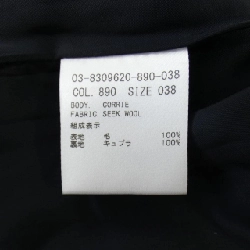 03-8309620-890-038
COL. 890 SIZE 038
BODY. CORRIE
FABRIC SEEK WOOL
組成表示
表地 毛 100%
裏地 キュプラ 100%